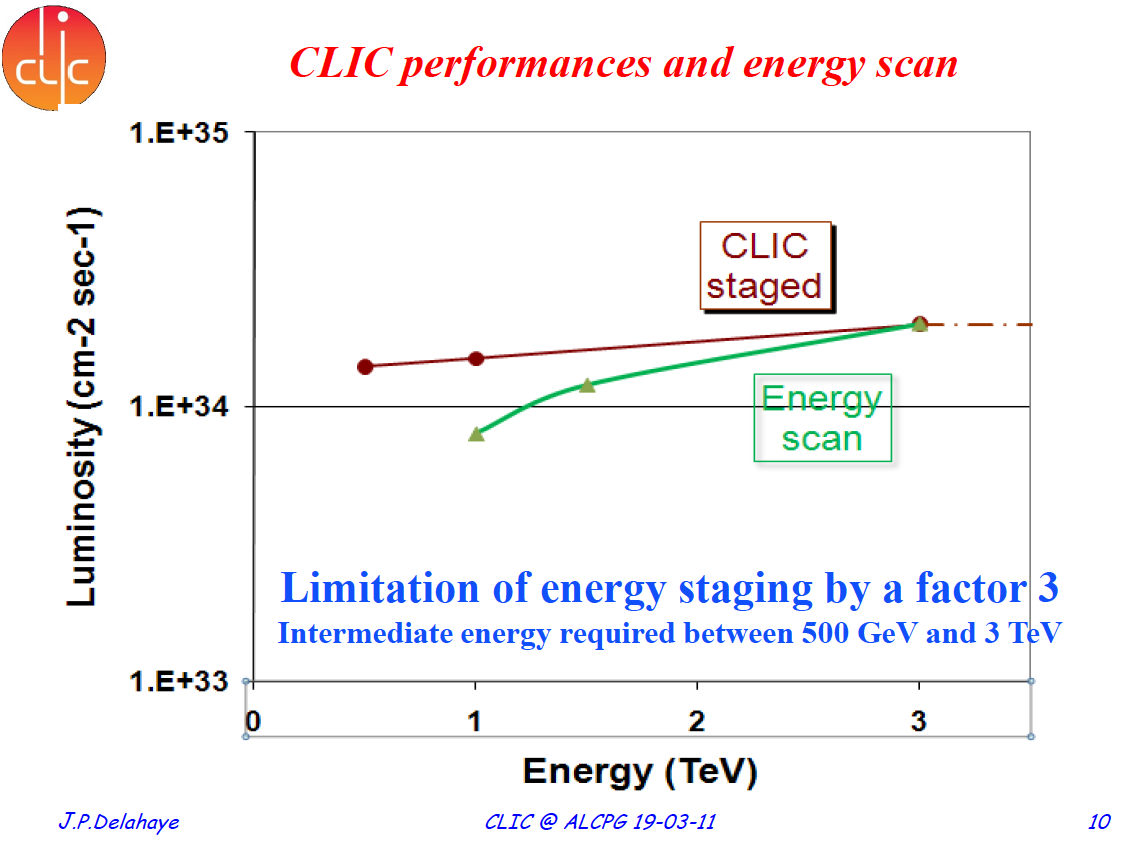 clic
CLIC performances and energy scan
1.E+35
CLIC
staged
1.E+34
Energy
scan
Luminosity (cm-2 sec-1)
Limitation of energy staging by a factor 3
Intermediate energy required between 500 GeV and 3 TeV
1.E+33
0 1 2 3
Energy (TeV)
J.P.Delahaye CLIC @ ALCPG 19-03-11 10